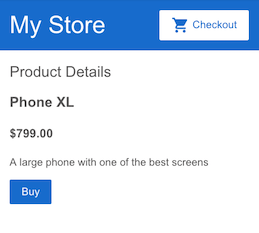 My Store
Checkout
Product Details
Phone XL
$799.00
A large phone with one of the best screens
Buy